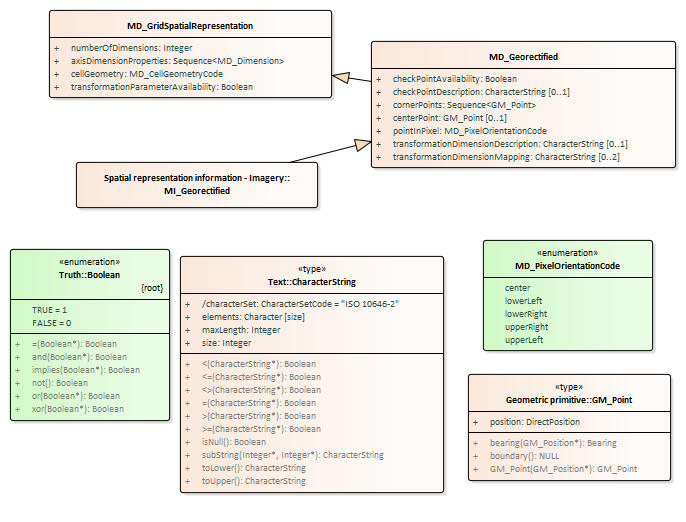 MD_GridSpatialRepresentation
+ numberOfDimensions: Integer
+ axisDimensionProperties: Sequence<MD_Dimension>
+ cellGeometry: MD_CellGeometryCode
+ transformationParameterAvailability: Boolean
MD_Georectified
+ checkPointAvailability: Boolean
+ checkPointDescription: CharacterString [0..1]
+ cornerPoints: Sequence<GM_Point>
+ centerPoint: GM_Point [0..1]
+ pointInPixel: MD_PixelOrientationCode
+ transformationDimensionDescription: CharacterString [0..1]
+ transformationDimensionMapping: CharacterString [0..2]
Spatial representation information - Imagery::
MI_Georectified
«enumeration»
Truth::Boolean
{root}
TRUE = 1
FALSE = 0
+ =(Boolean*): Boolean
+ and(Boolean*): Boolean
+ implies(Boolean*): Boolean
+ not(): Boolean
+ or(Boolean*): Boolean
+ xor(Boolean*): Boolean
«type»
Text::CharacterString
+ /characterSet: CharacterSetCode = "ISO 10646-2"
+ elements: Character [size]
+ maxLength: Integer
+ size: Integer
+ <(CharacterString*): Boolean
+ <=(CharacterString*): Boolean
+ <>(CharacterString*): Boolean
+ =(CharacterString*): Boolean
+ >(CharacterString*): Boolean
+ >=(CharacterString*): Boolean
+ isNull(): Boolean
+ subString(Integer*, Integer*): CharacterString
+ toLower(): CharacterString
+ toUpper(): CharacterString
«enumeration»
MD_PixelOrientationCode
center
lowerLeft
lowerRight
upperRight
upperLeft
«type»
Geometric primitive::GM_Point
+ position: DirectPosition
+ bearing(GM_Position*): Bearing
+ boundary(): NULL
+ GM_Point(GM_Position*): GM_Point